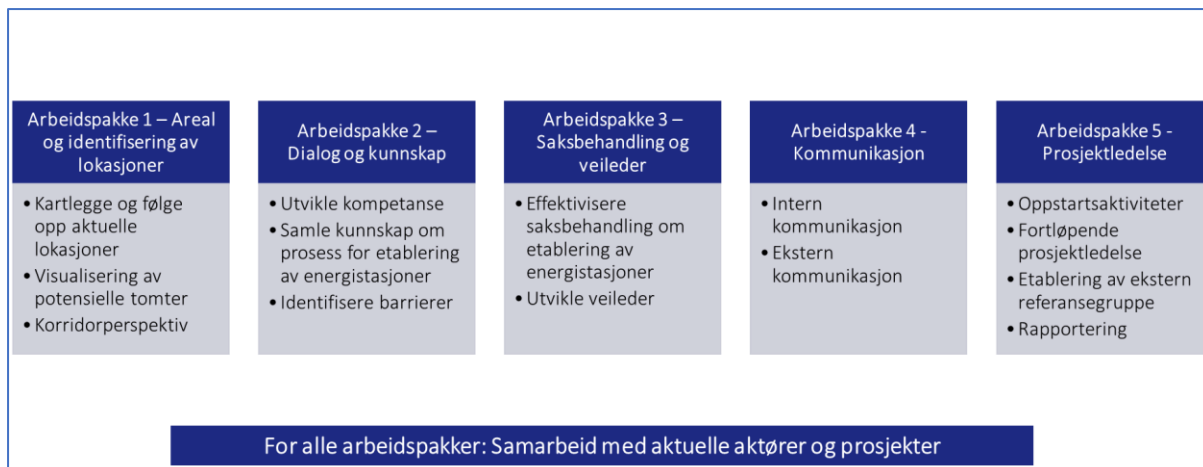 Arbeidspakke 1 – Areal
og identifisering av
lokasjoner
• Kartlegge og følge
opp aktuelle
lokasjoner
• Visualisering av
potensielle tomter
• Korridorperspektiv
Arbeidspakke 2 –
Dialog og kunnskap
• Utvikle kompetanse
• Samle kunnskap om
prosess for etablering
av energistasjoner
• Identifisere barrierer
Arbeidspakke 3 –
Saksbehandling og
veileder
• Effektivisere
saksbehandling om
etablering av
energistasjoner
• Utvikle veileder
Arbeidspakke 4 -
Kommunikasjon
• Intern
kommunikasjon
• Ekstern
kommunikasjon
Arbeidspakke 5 -
Prosjektledelse
• Oppstartsaktiviteter
• Fortløpende
prosjektledelse
• Etablering av ekstern
referansegruppe
• Rapportering
For alle arbeidspakker: Samarbeid med aktuelle aktører og prosjekter